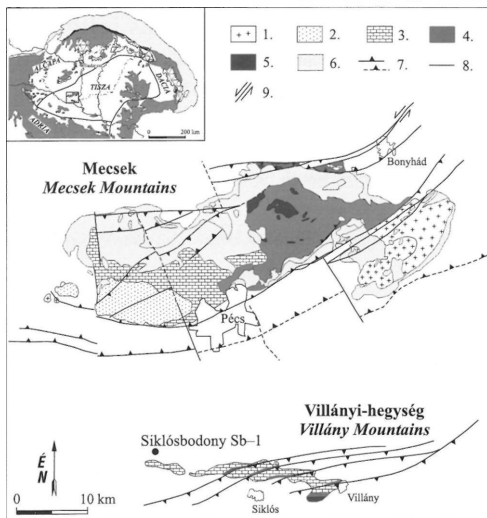 ALCAPA
TISZA
DACIA
ADRIA
0 200 km
1.
2.
3.
4.
5.
6.
7.
8.
9.
Bonyhád
Mecsek
Mecsek Mountains
Pécs
Villányi-hegység
Villány Mountains
Siklósbodony Sb–1
É
N
Villány
Siklós
0 10 km